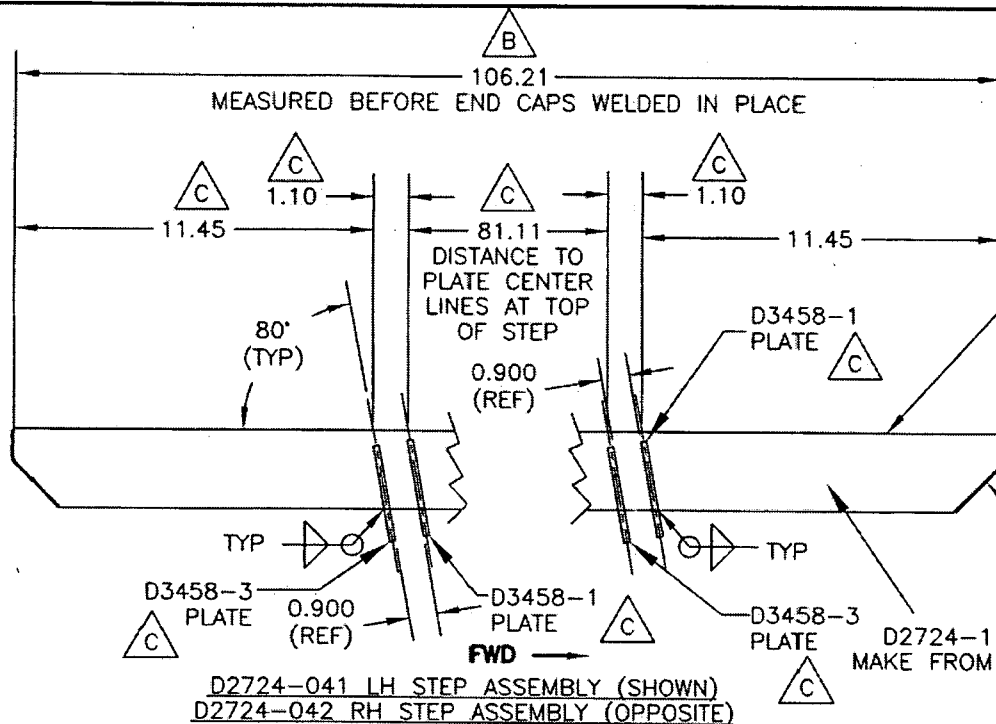 B
106.21
MEASURED BEFORE END CAPS WELDED IN PLACE
C
1.10
C
11.45
C
81.11
DISTANCE TO
PLATE CENTER
LINES AT TOP
OF STEP
C
1.10
11.45
80°
(TYP)
0.900
(REF)
D3458-1
PLATE
C
TYP
TYP
D3458-3
PLATE
C
0.900
(REF)
D3458-1
PLATE
C
D3458-3
PLATE
C
D2724-1
MAKE FROM
FWD
D2724-041 LH STEP ASSEMBLY (SHOWN)
D2724-042 RH STEP ASSEMBLY (OPPOSITE)